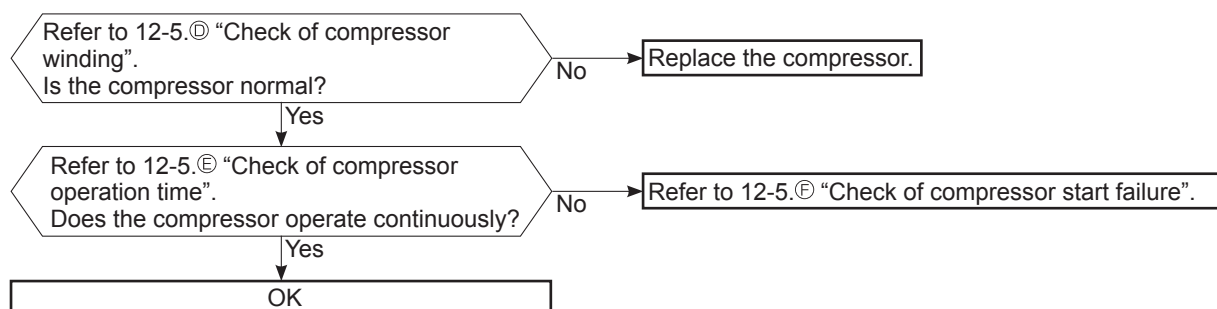 Refer to 12-5.Ⓓ “Check of compressor
winding”.
Is the compressor normal?
No
Replace the compressor.
Yes
Refer to 12-5.Ⓔ “Check of compressor
operation time”.
Does the compressor operate continuously?
No
Refer to 12-5.Ⓕ “Check of compressor start failure”.
Yes
OK